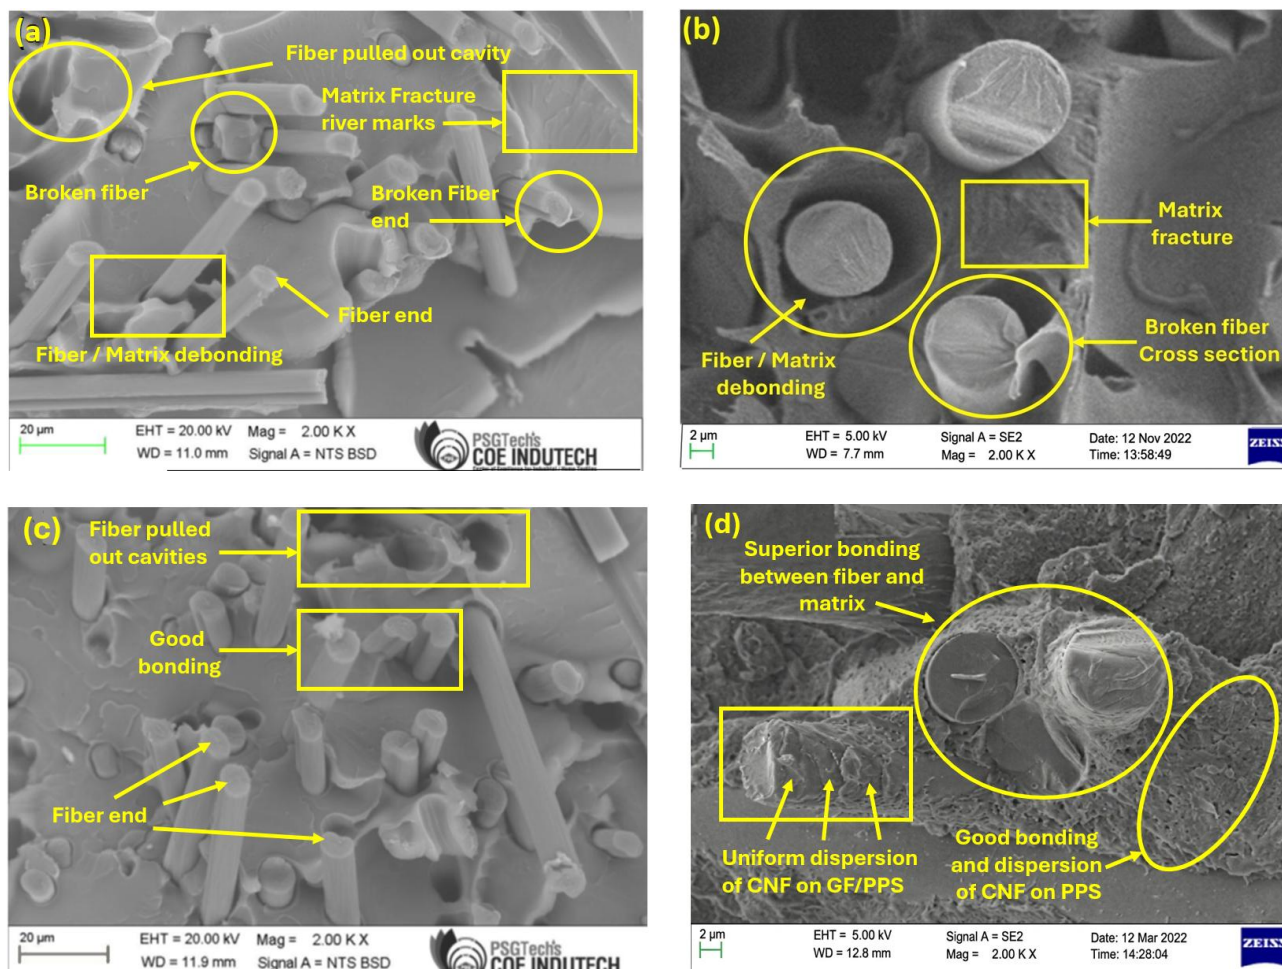 (a)
Fiber pulled out cavity
Matrix Fracture
river marks
Broken fiber
Broken Fiber
end
Fiber end
Fiber / Matrix debonding
20 µm
EHT = 20.00 kV Mag = 2.00 K X
WD = 11.0 mm Signal A = NTS BSD
PSGTech's
COE INDUTECH
(b)
Matrix
fracture
Broken fiber
Cross section
Fiber / Matrix
debonding
2 µm
EHT = 5.00 kV Signal A = SE2 Date: 12 Nov 2022
WD = 7.7 mm Mag = 2.00 K X Time: 13:58:49
ZEISS
(c)
Fiber pulled
out cavities
Good
bonding
Fiber end
20 µm
EHT = 20.00 kV Mag = 2.00 K X
WD = 11.9 mm Signal A = NTS BSD
PSGTech's
COE INDUTECH
(d)
Superior bonding
between fiber and
matrix
Uniform dispersion
of CNF on GF/PPS
Good bonding
and dispersion
of CNF on PPS
2 µm
EHT = 5.00 kV Signal A = SE2 Date: 12 Mar 2022
WD = 12.8 mm Mag = 2.00 K X Time: 14:28:04
ZEISS